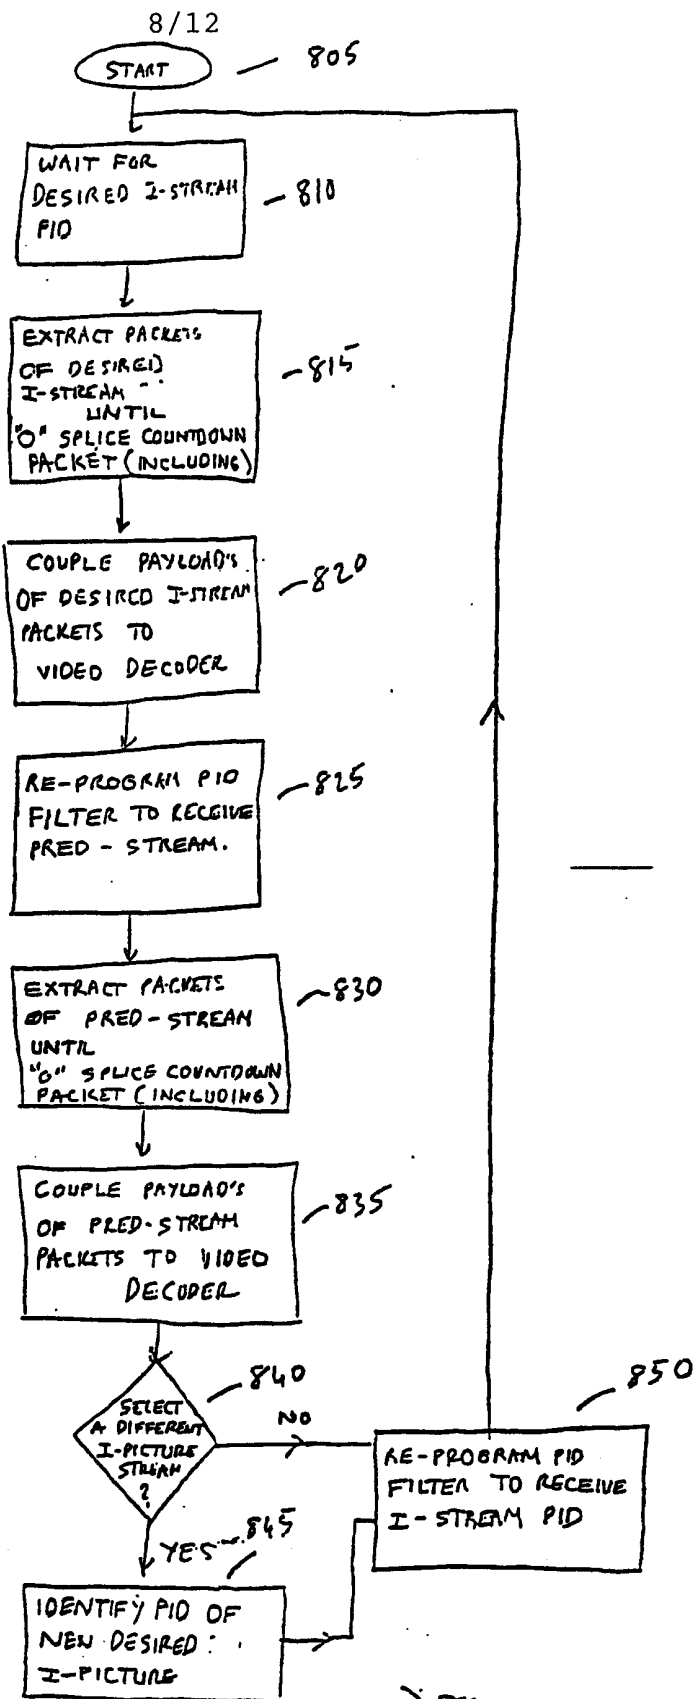 8/12
START
805
WAIT FOR
DESIRED I-STREAM
PID
810
EXTRACT PACKETS
OF DESIRED
I-STREAM
UNTIL
"0" SPLICE COUNTDOWN
PACKET (INCLUDING)
815
COUPLE PAYLOAD'S
OF DESIRED I-STREAM
PACKETS TO
VIDEO DECODER
820
RE-PROGRAM PID
FILTER TO RECEIVE
PRED - STREAM.
825
EXTRACT PACKETS
OF PRED-STREAM
UNTIL
"0" SPLICE COUNTDOWN
PACKET (INCLUDING)
830
COUPLE PAYLOAD'S
OF PRED-STREAM
PACKETS TO VIDEO
DECODER
835
SELECT
A DIFFERENT
I-PICTURE
STREAM
?
840
NO
YES
850
RE-PROGRAM PID
FILTER TO RECEIVE
I-STREAM PID
845
IDENTIFY PID OF
NEW DESIRED
I-PICTURE